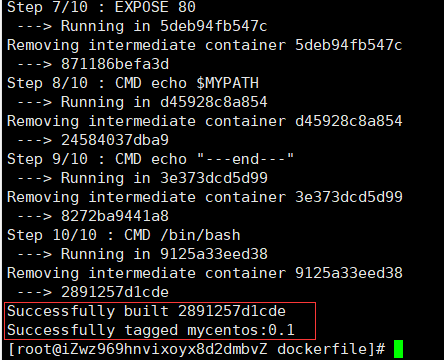 Step 7/10 : EXPOSE 80
---> Running in 5deb94fb547c
Removing intermediate container 5deb94fb547c
---> 871186befa3d
Step 8/10 : CMD echo $MYPATH
---> Running in d45928c8a854
Removing intermediate container d45928c8a854
---> 24584037dba9
Step 9/10 : CMD echo "---end---"
---> Running in 3e373dcd5d99
Removing intermediate container 3e373dcd5d99
---> 8272ba9441a8
Step 10/10 : CMD /bin/bash
---> Running in 9125a33eed38
Removing intermediate container 9125a33eed38
---> 2891257d1cde
Successfully built 2891257d1cde
Successfully tagged mycentos:0.1
[root@iZwz969hnvixoyx8d2dmbvZ dockerfile]#